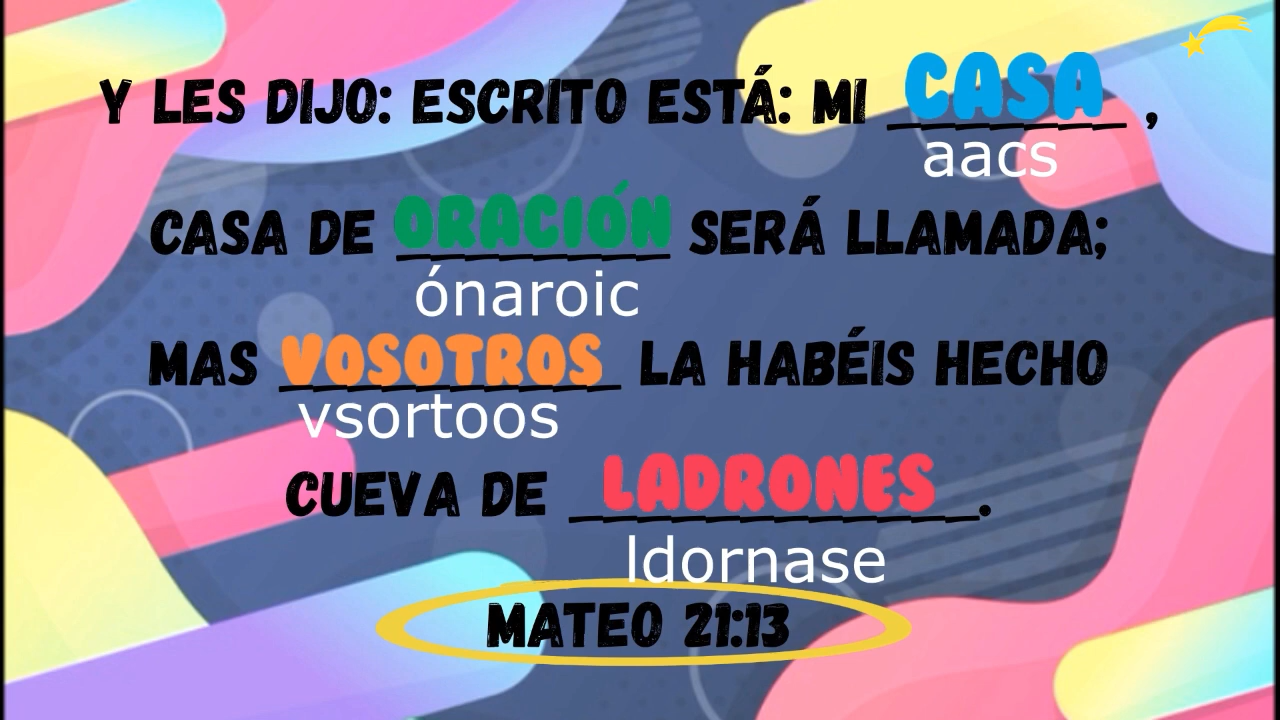 Y LES DIJO: ESCRITO ESTÁ: MI CASA ,
aacs
CASA DE ORACIÓN SERÁ LLAMADA;
ónaroic
MAS VOSOTROS LA HABÉIS HECHO
vsortoos
CUEVA DE LADRONES.
ldornase
MATEO 21:13